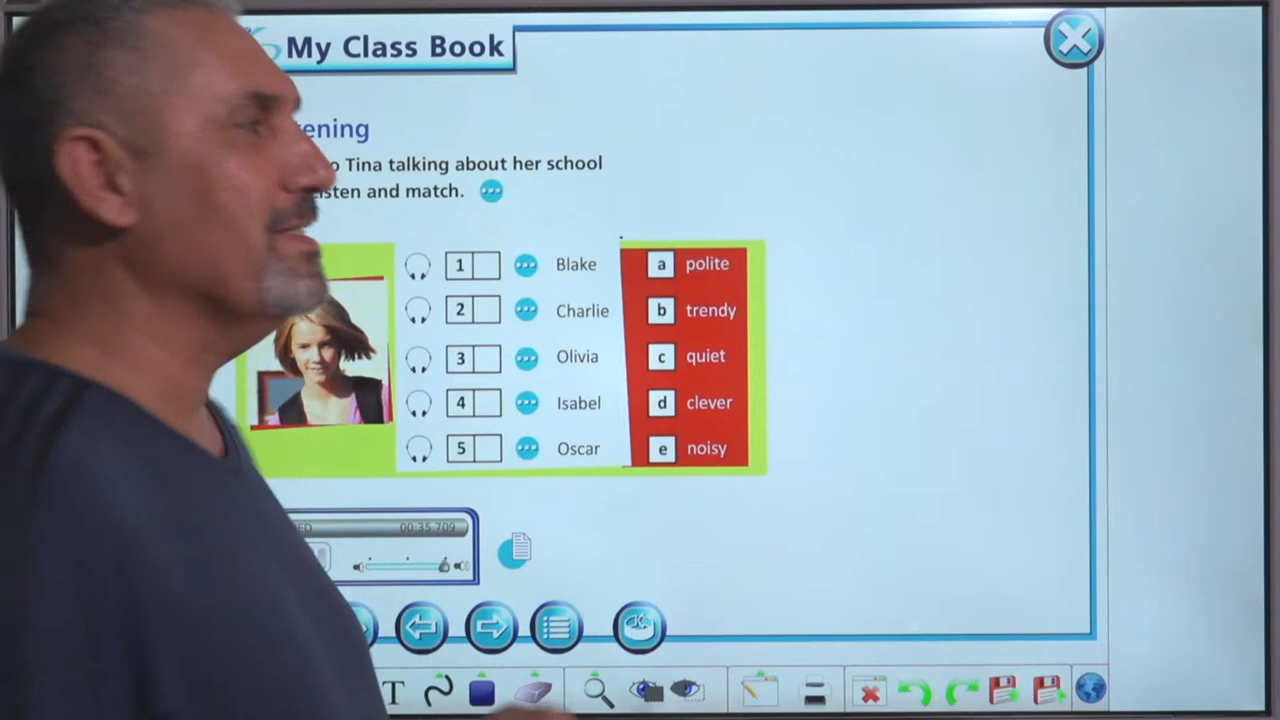 My Class Book
ening
Tina talking about her school
sten and match.
1 Blake a polite
2 Charlie b trendy
3 Olivia c quiet
4 Isabel d clever
5 Oscar e noisy
00:35.709
T